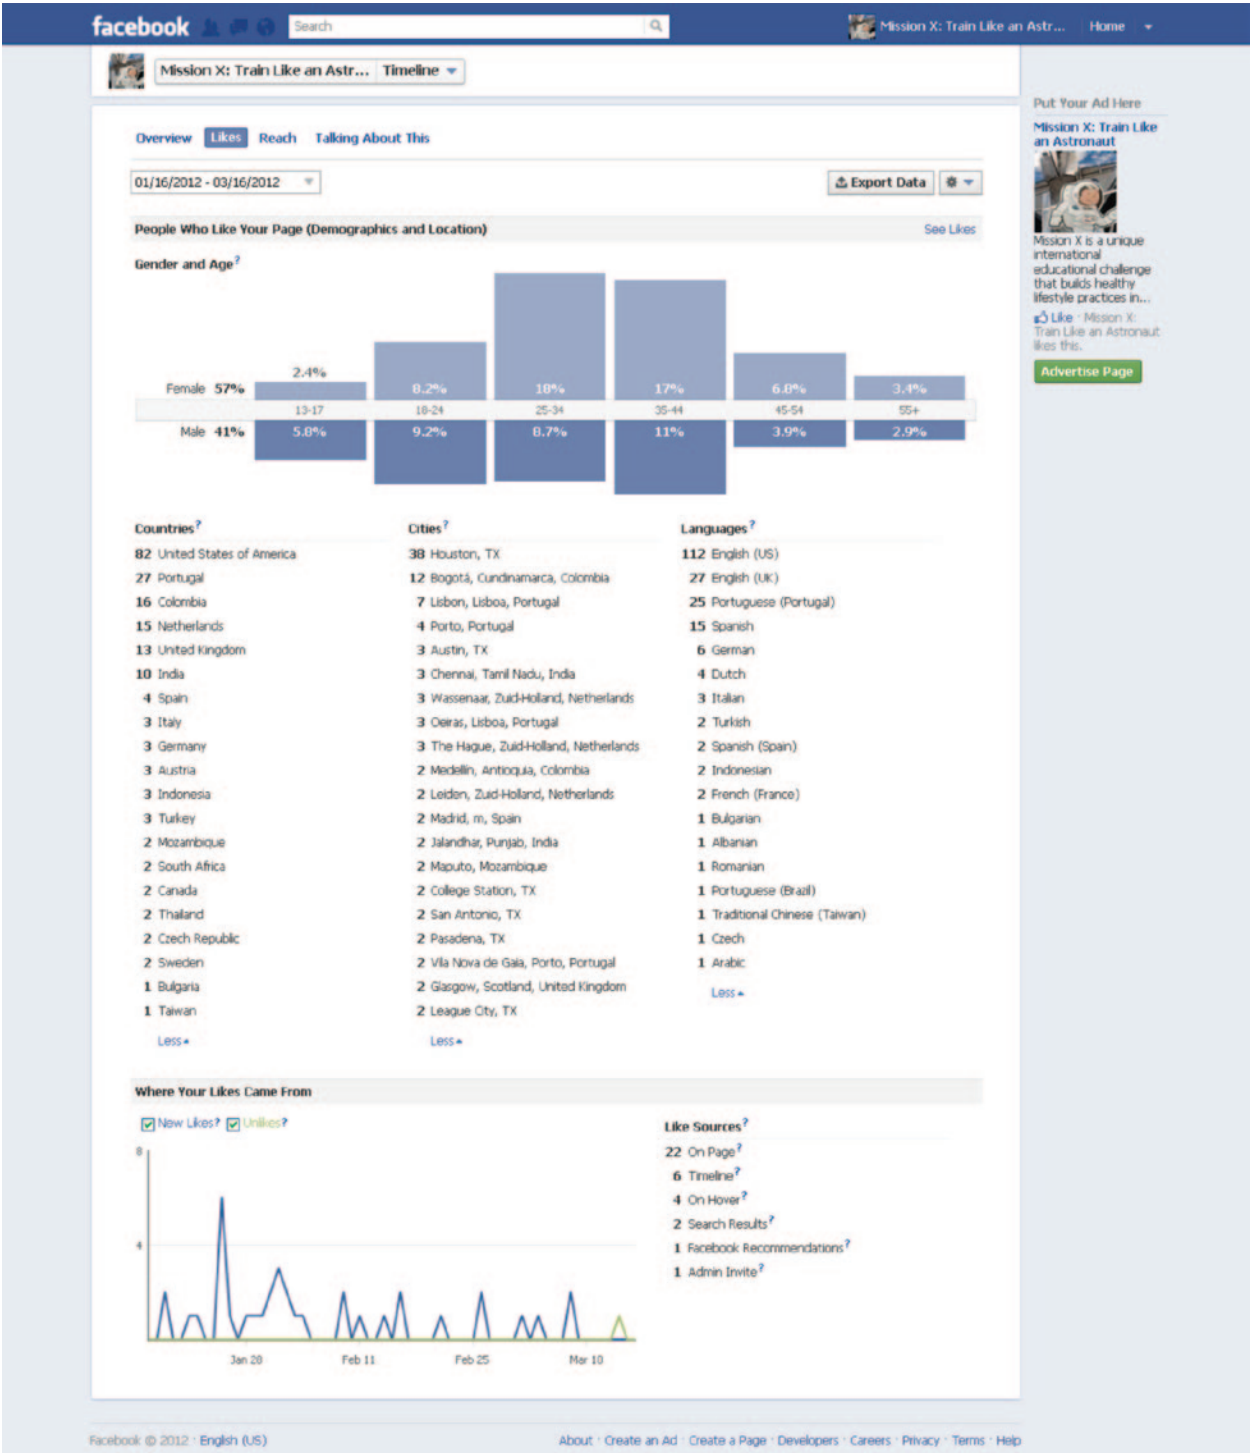 facebook Search Mission X: Train Like an Astr... Home
Mission X: Train Like an Astr... Timeline
Put Your Ad Here
Mission X: Train Like
an Astronaut
Mission X is a unique
international
educational challenge
that builds healthy
lifestyle practices in...
Like · Mission X:
Train Like an Astronaut
likes this.
Advertise Page
Overview Likes Reach Talking About This
01/16/2012 - 03/16/2012 Export Data
People Who Like Your Page (Demographics and Location) See Likes
Gender and Age?
2.4%
Female 57% 8.2% 18% 17% 6.8% 3.4%
13-17 18-24 25-34 35-44 45-54 55+
Male 41% 5.8% 9.2% 8.7% 11% 3.9% 2.9%
Countries?
82 United States of America
27 Portugal
16 Colombia
15 Netherlands
13 United Kingdom
10 India
4 Spain
3 Italy
3 Germany
3 Austria
3 Indonesia
3 Turkey
2 Mozambique
2 South Africa
2 Canada
2 Thailand
2 Czech Republic
2 Sweden
1 Bulgaria
1 Taiwan
Less
Cities?
38 Houston, TX
12 Bogotá, Cundinamarca, Colombia
7 Lisbon, Lisboa, Portugal
4 Porto, Portugal
3 Austin, TX
3 Chennai, Tamil Nadu, India
3 Wassenaar, Zuid-Holland, Netherlands
3 Oeiras, Lisboa, Portugal
3 The Hague, Zuid-Holland, Netherlands
2 Medellín, Antioquia, Colombia
2 Leiden, Zuid-Holland, Netherlands
2 Madrid, m, Spain
2 Jalandhar, Punjab, India
2 Maputo, Mozambique
2 College Station, TX
2 San Antonio, TX
2 Pasadena, TX
2 Vila Nova de Gaia, Porto, Portugal
2 Glasgow, Scotland, United Kingdom
2 League City, TX
Less
Languages?
112 English (US)
27 English (UK)
25 Portuguese (Portugal)
15 Spanish
6 German
4 Dutch
3 Italian
2 Turkish
2 Spanish (Spain)
2 Indonesian
2 French (France)
1 Bulgarian
1 Albanian
1 Romanian
1 Portuguese (Brazil)
1 Traditional Chinese (Taiwan)
1 Czech
1 Arabic
Less
Where Your Likes Came From
New Likes? Unlikes?
8
4
Jan 28 Feb 11 Feb 25 Mar 10
Like Sources?
22 On Page?
6 Timeline?
4 On Hover?
2 Search Results?
1 Facebook Recommendations?
1 Admin Invite?
Facebook © 2012 · English (US) About · Create an Ad · Create a Page · Developers · Careers · Privacy · Terms · Help